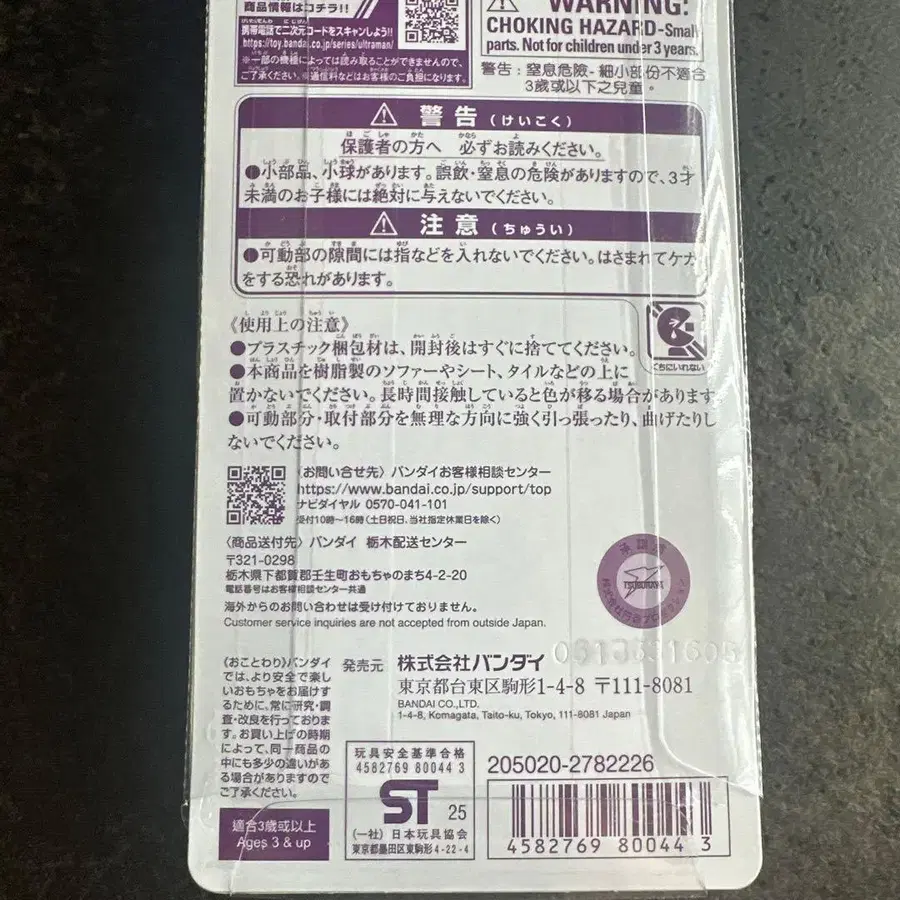 商品情報はコチラ!!
携帯電話で二次元コードをスキャンしよう!!
https://toy.bandai.co.jp/series/ultraman/
※一部の機種によっては読み取ることができませんので、
ご了承ください。※通信料などはお客様のご負担になります。
WARNING:
CHOKING HAZARD-Small
parts. Not for children under 3 years.
警告:窒息危險-細小部份不適合
3歲或以下之兒童。
警告(けいこく)
保護者の方へ 必ずお読みください。
●小部品、小球があります。誤飲・窒息の危険がありますので、3才
未満のお子様には絶対に与えないでください。
注意(ちゅうい)
●可動部の隙間には指などを入れないでください。はさまれてケガ
をする恐れがあります。
《使用上の注意》
●プラスチック梱包材は、開封後はすぐに捨ててください。
●本商品を樹脂製のソファーやシート、タイルなどの上に
置かないでください。長時間接触していると色が移る場合があります
●可動部分・取付部分を無理な方向に強く引っ張ったり、曲げたりし
ないでください。
くちにいれない
〈お問い合せ先〉バンダイお客様相談センター
https://www.bandai.co.jp/support/top
ナビダイヤル 0570-041-101
受付10時~16時(土日祝日、当社指定休業日を除く)
〈商品送付先〉バンダイ 栃木配送センター
〒321-0298
栃木県下都賀郡壬生町おもちゃのまち4-2-20
電話番号はお客様相談センター共通
海外からのお問い合わせは受け付けておりません。
Customer service inquiries are not accepted from outside Japan.
TSUBURAYA
《おことわり》バンダイ
では、より安全で楽し
いおもちゃをお届けす
るために、常に研究・調
査・改良を行っておりま
す。お買い上げの時期
によって、同一商品の
中にも多少の違いがあ
る場合がありますので
ご了承ください。
発売元 株式会社バンダイ
東京都台東区駒形1-4-8 〒111-8081
BANDAI CO.,LTD.
1-4-8, Komagata, Taito-ku, Tokyo, 111-8081 Japan
適合3歲或以上
Ages 3 & up
玩具安全基準合格
4582769 80044 3
ST 25
(一社)日本玩具協会
東京都墨田区東駒形4-22-4
205020-2782226
4 582769 800443